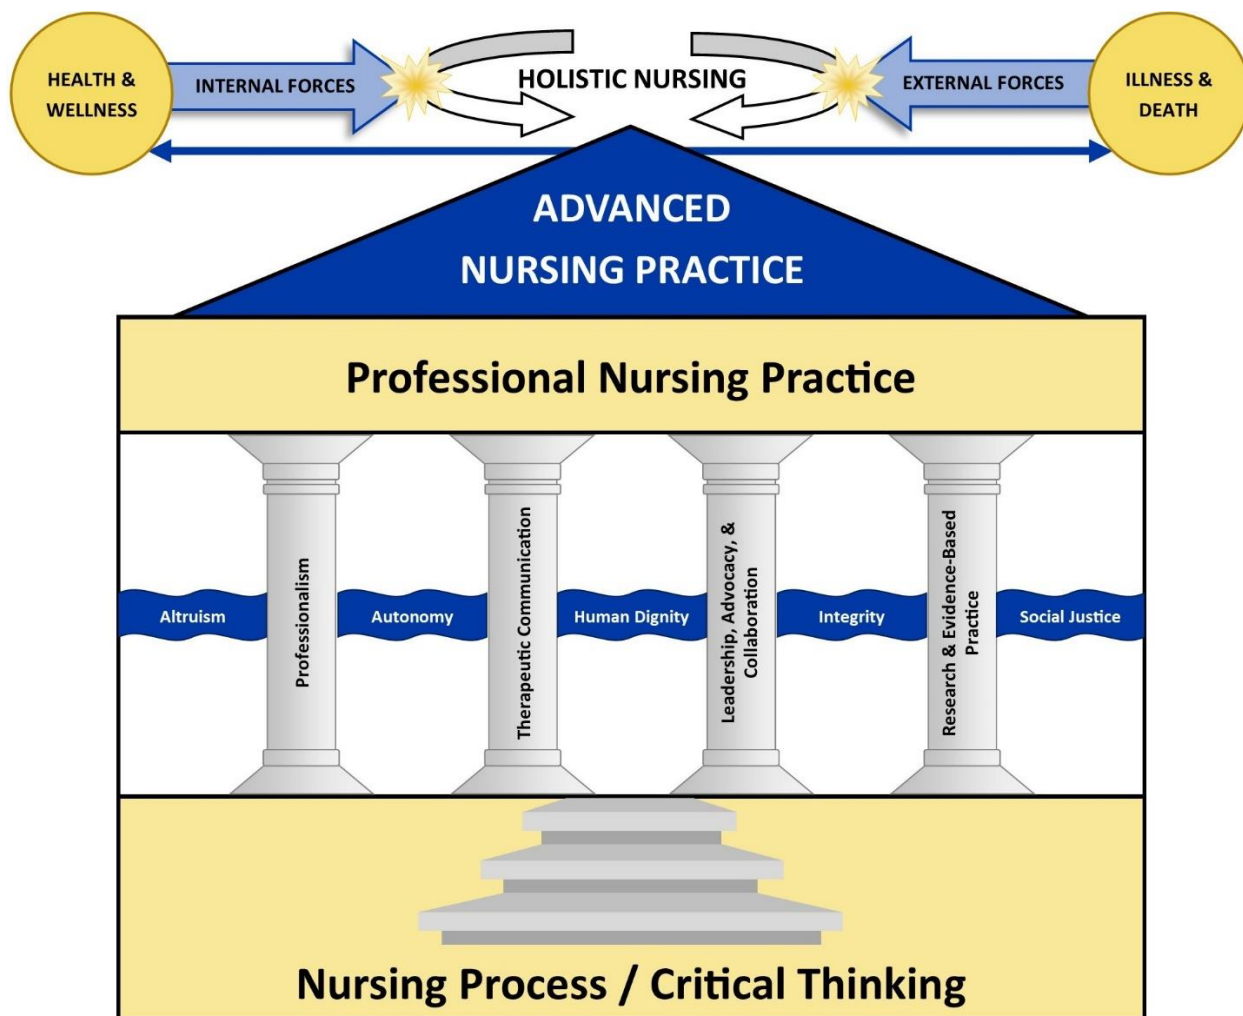 HEALTH &
WELLNESS
INTERNAL FORCES
HOLISTIC NURSING
EXTERNAL FORCES
ILLNESS &
DEATH
ADVANCED
NURSING PRACTICE
Professional Nursing Practice
Altruism
Professionalism
Autonomy
Therapeutic Communication
Human Dignity
Leadership, Advocacy, &
Collaboration
Integrity
Research & Evidence-Based
Practice
Social Justice
Nursing Process / Critical Thinking